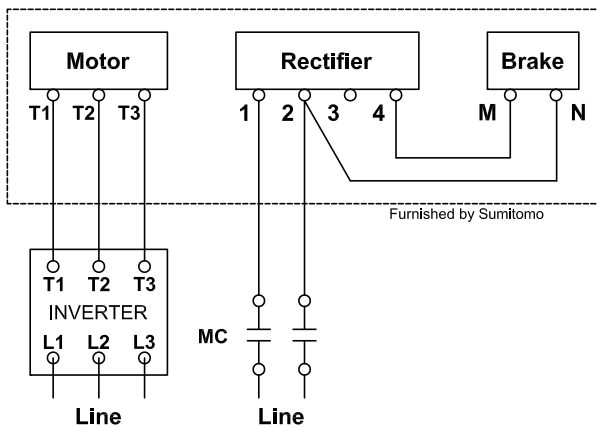 Motor
Rectifier
Brake
T1 T2 T3
1 2 3 4
M N
Furnished by Sumitomo
T1 T2 T3
INVERTER
L1 L2 L3
MC
Line
Line